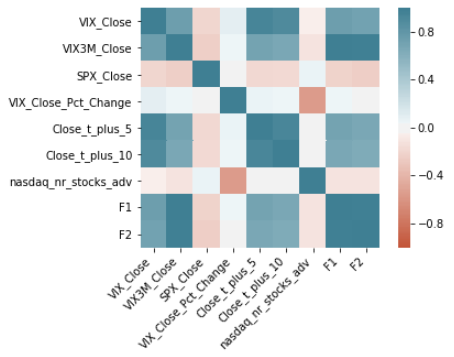 VIX_Close
VIX3M_Close
SPX_Close
VIX_Close_Pct_Change
Close_t_plus_5
Close_t_plus_10
nasdaq_nr_stocks_adv
F1
F2
VIX_Close
VIX3M_Close
SPX_Close
VIX_Close_Pct_Change
Close_t_plus_5
Close_t_plus_10
nasdaq_nr_stocks_adv
F1
F2
0.8
0.4
0.0
−0.4
−0.8